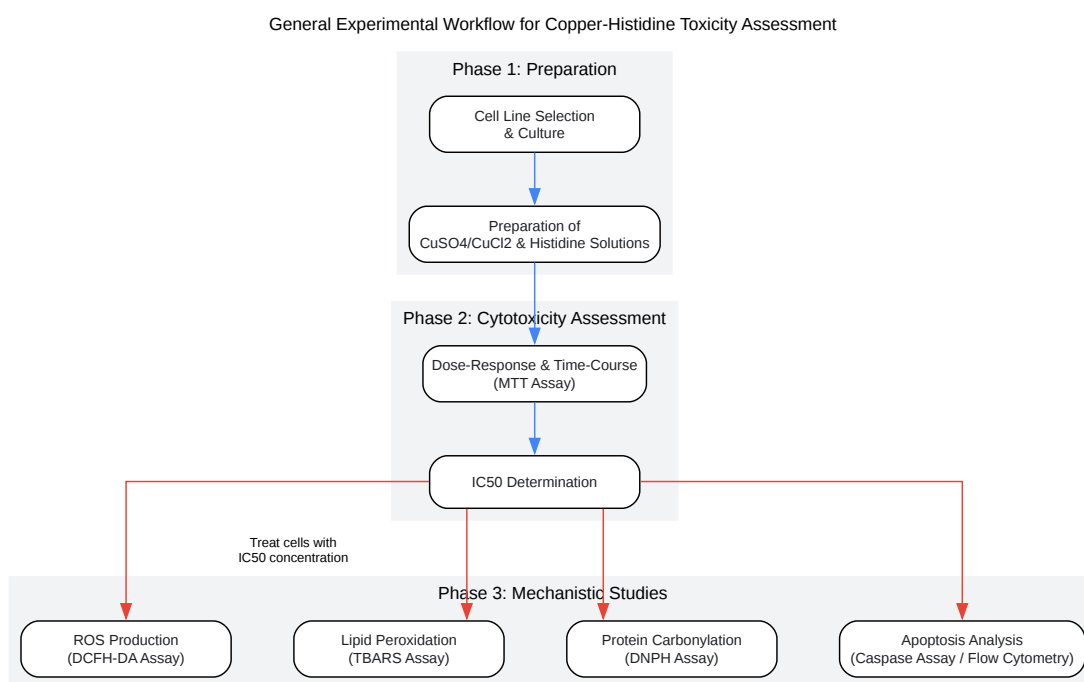 General Experimental Workflow for Copper-Histidine Toxicity Assessment
Phase 1: Preparation
Cell Line Selection
& Culture
Preparation of
CuSO4/CuCl2 & Histidine Solutions
Phase 2: Cytotoxicity Assessment
Dose-Response & Time-Course
(MTT Assay)
IC50 Determination
Treat cells with
IC50 concentration
Phase 3: Mechanistic Studies
ROS Production
(DCFH-DA Assay)
Lipid Peroxidation
(TBARS Assay)
Protein Carbonylation
(DNPH Assay)
Apoptosis Analysis
(Caspase Assay / Flow Cytometry)